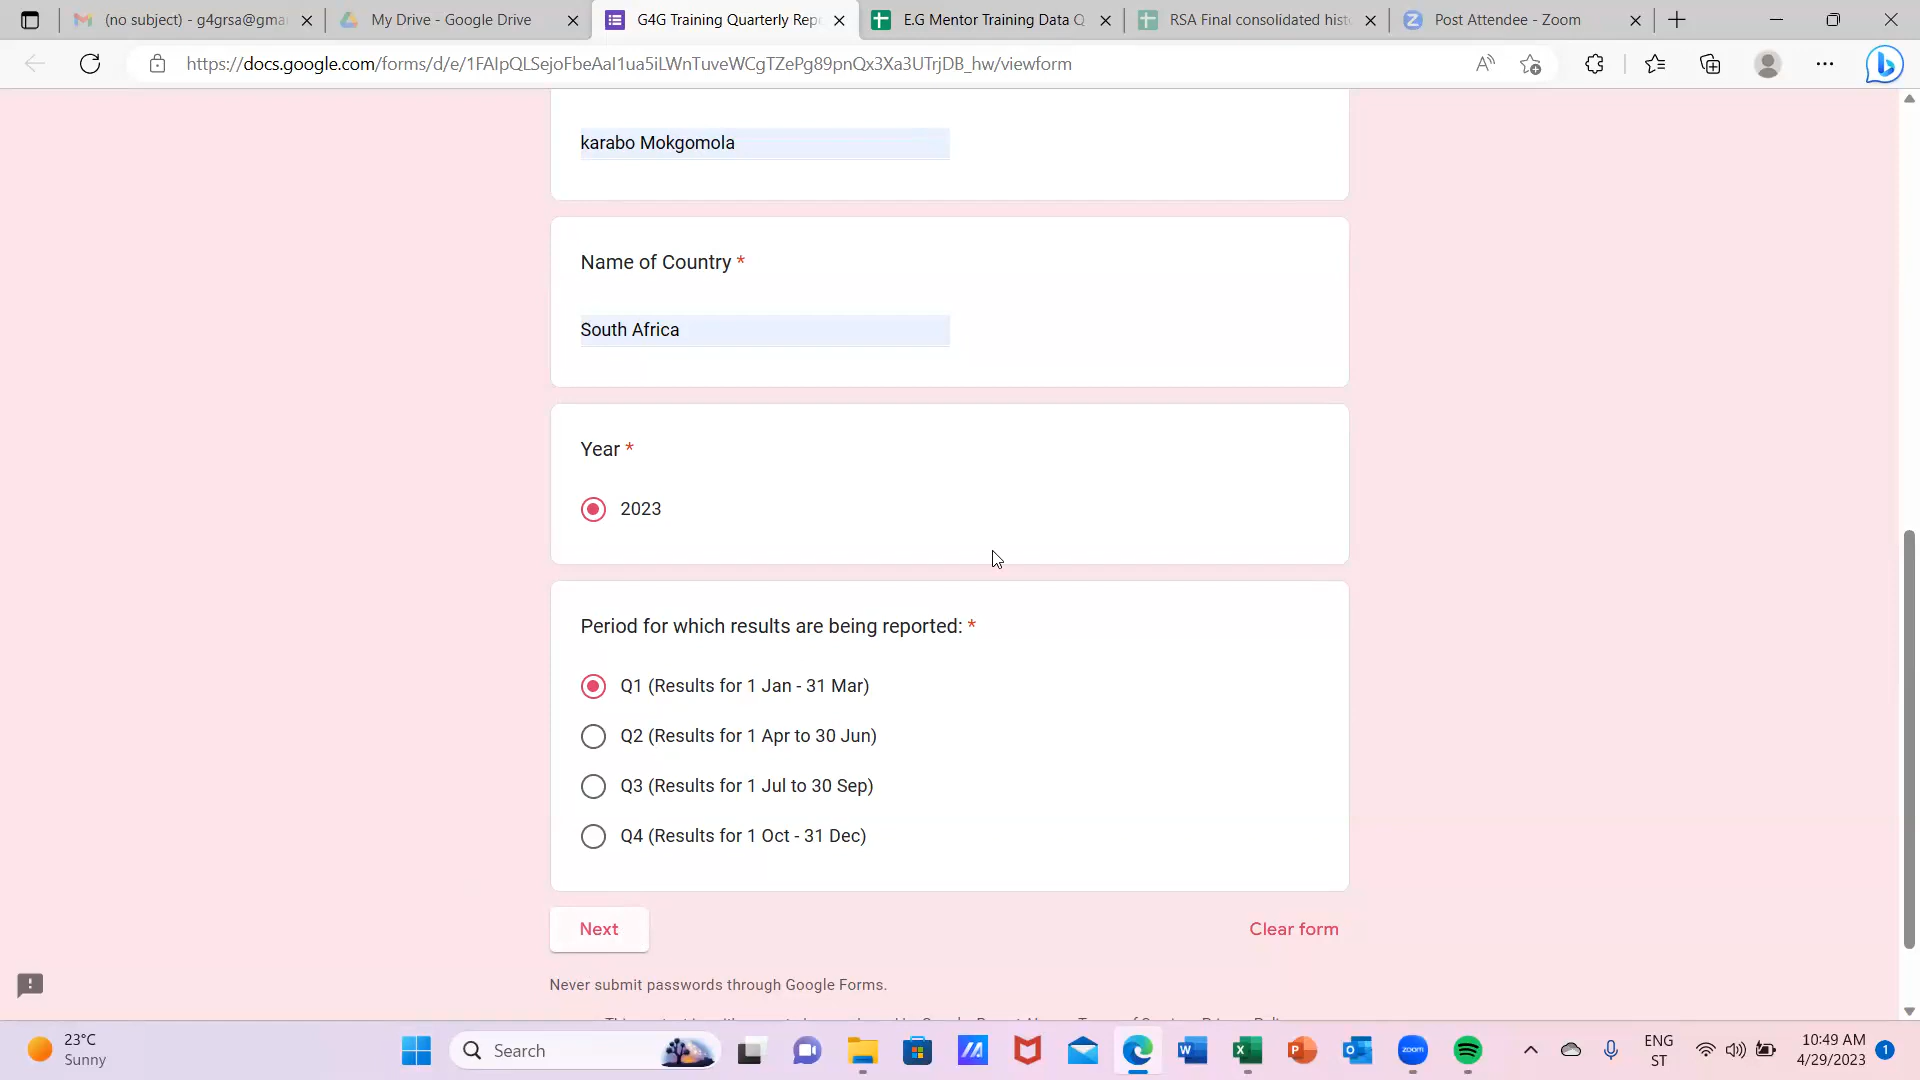 (no subject) - g4grsa@gma
My Drive - Google Drive
G4G Training Quarterly Rep
E.G Mentor Training Data Q
RSA Final consolidated histo
Post Attendee - Zoom
https://docs.google.com/forms/d/e/1FAIpQLSejoFbeAaI1ua5iLWnTuveWCgTZePg89pnQx3Xa3UTrjDB_hw/viewform
karabo Mokgomola
Name of Country *
South Africa
Year *
2023
Period for which results are being reported: *
Q1 (Results for 1 Jan - 31 Mar)
Q2 (Results for 1 Apr to 30 Jun)
Q3 (Results for 1 Jul to 30 Sep)
Q4 (Results for 1 Oct - 31 Dec)
Next
Clear form
Never submit passwords through Google Forms.
23°C
Sunny
Search
zoom
ENG
ST
10:49 AM
4/29/2023
1